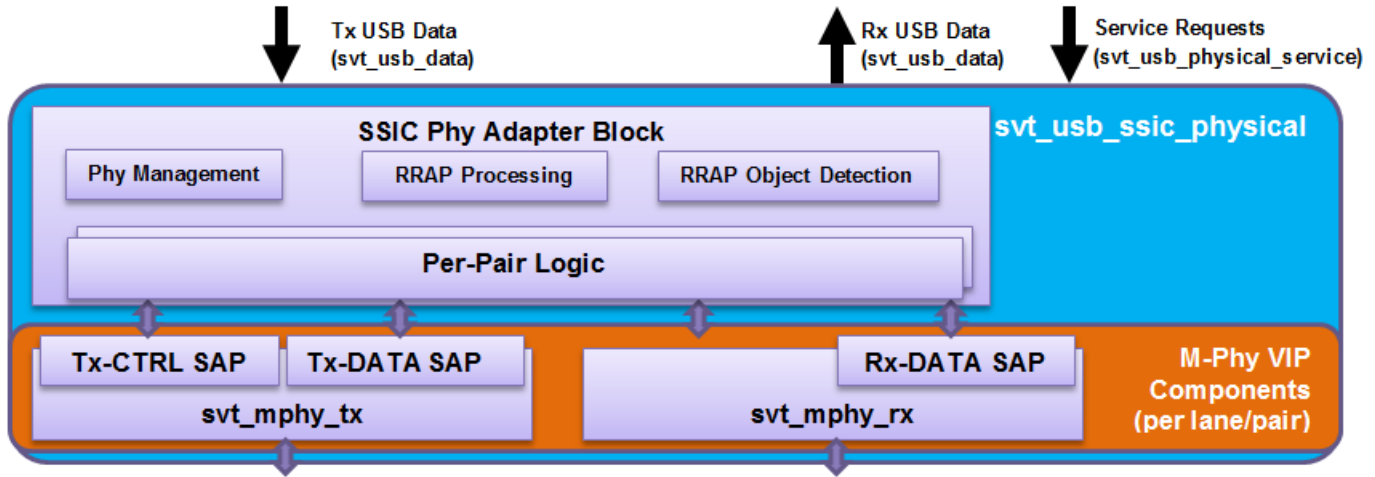 Tx USB Data
(svt_usb_data)
Rx USB Data
(svt_usb_data)
Service Requests
(svt_usb_physical_service)
SSIC Phy Adapter Block
svt_usb_ssic_physical
Phy Management
RRAP Processing
RRAP Object Detection
Per-Pair Logic
Tx-CTRL SAP
Tx-DATA SAP
Rx-DATA SAP
svt_mphy_tx
svt_mphy_rx
M-Phy VIP
Components
(per lane/pair)